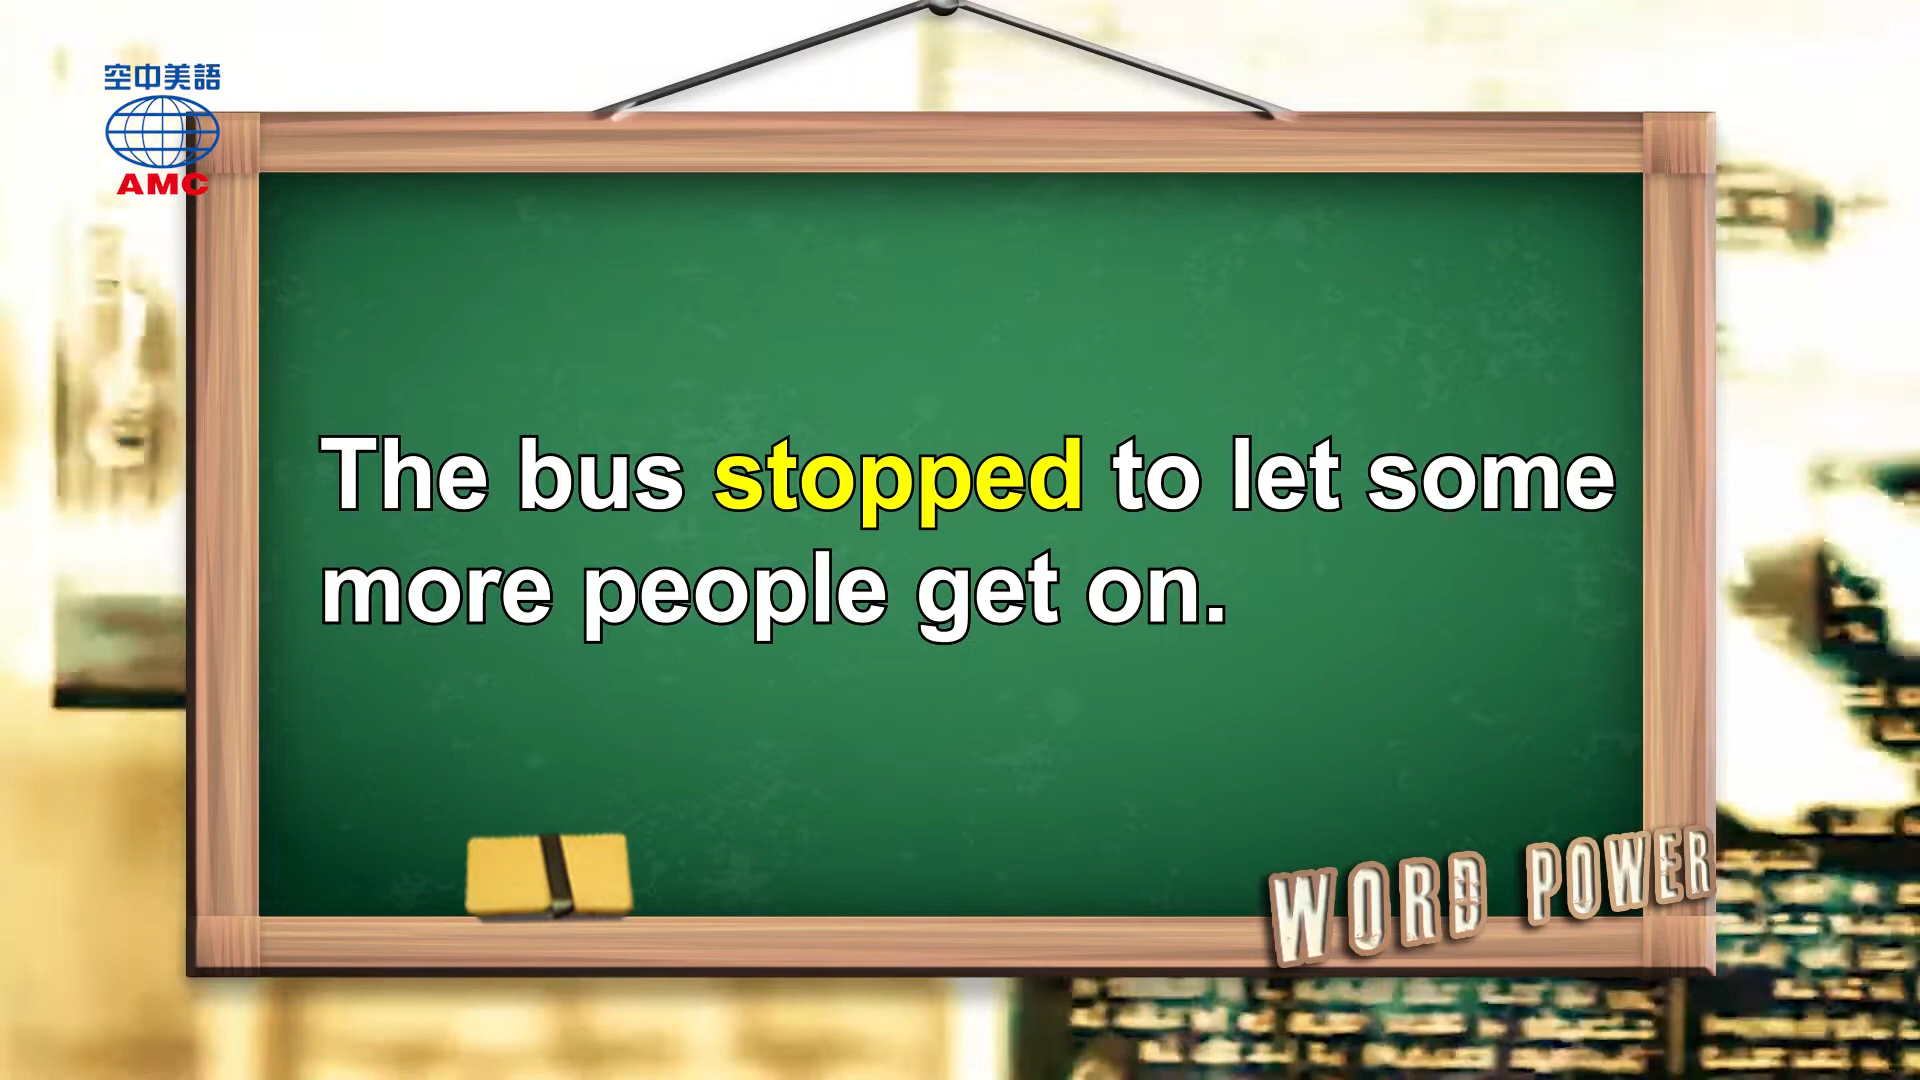 空中美語
AMC
The bus stopped to let some
more people get on.
WORD POWER